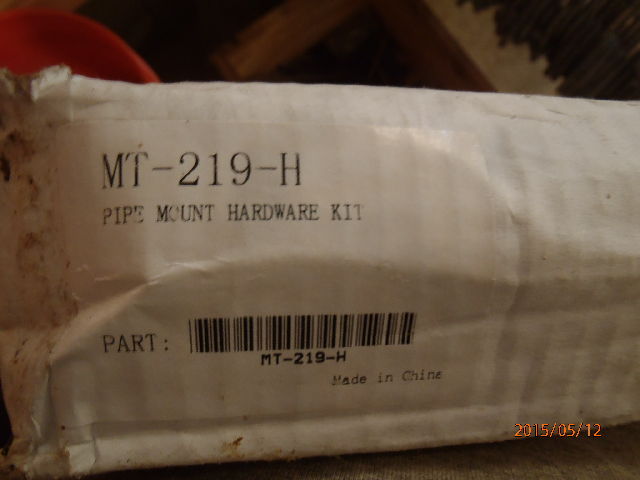 MT-219-H
PIPE MOUNT HARDWARE KIT
PART:
MT-219-H
Made in China
2015/05/12